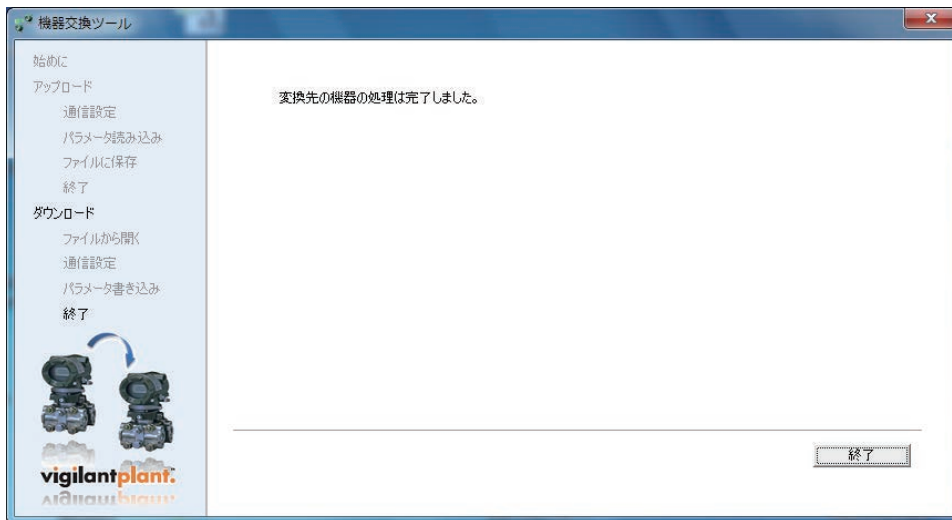 機器交換ツール
始めに
アップロード
通信設定
パラメータ読み込み
ファイルに保存
終了
ダウンロード
ファイルから開く
通信設定
パラメータ書き込み
終了
vigilantplant.
変換先の機器の処理は完了しました。
終了